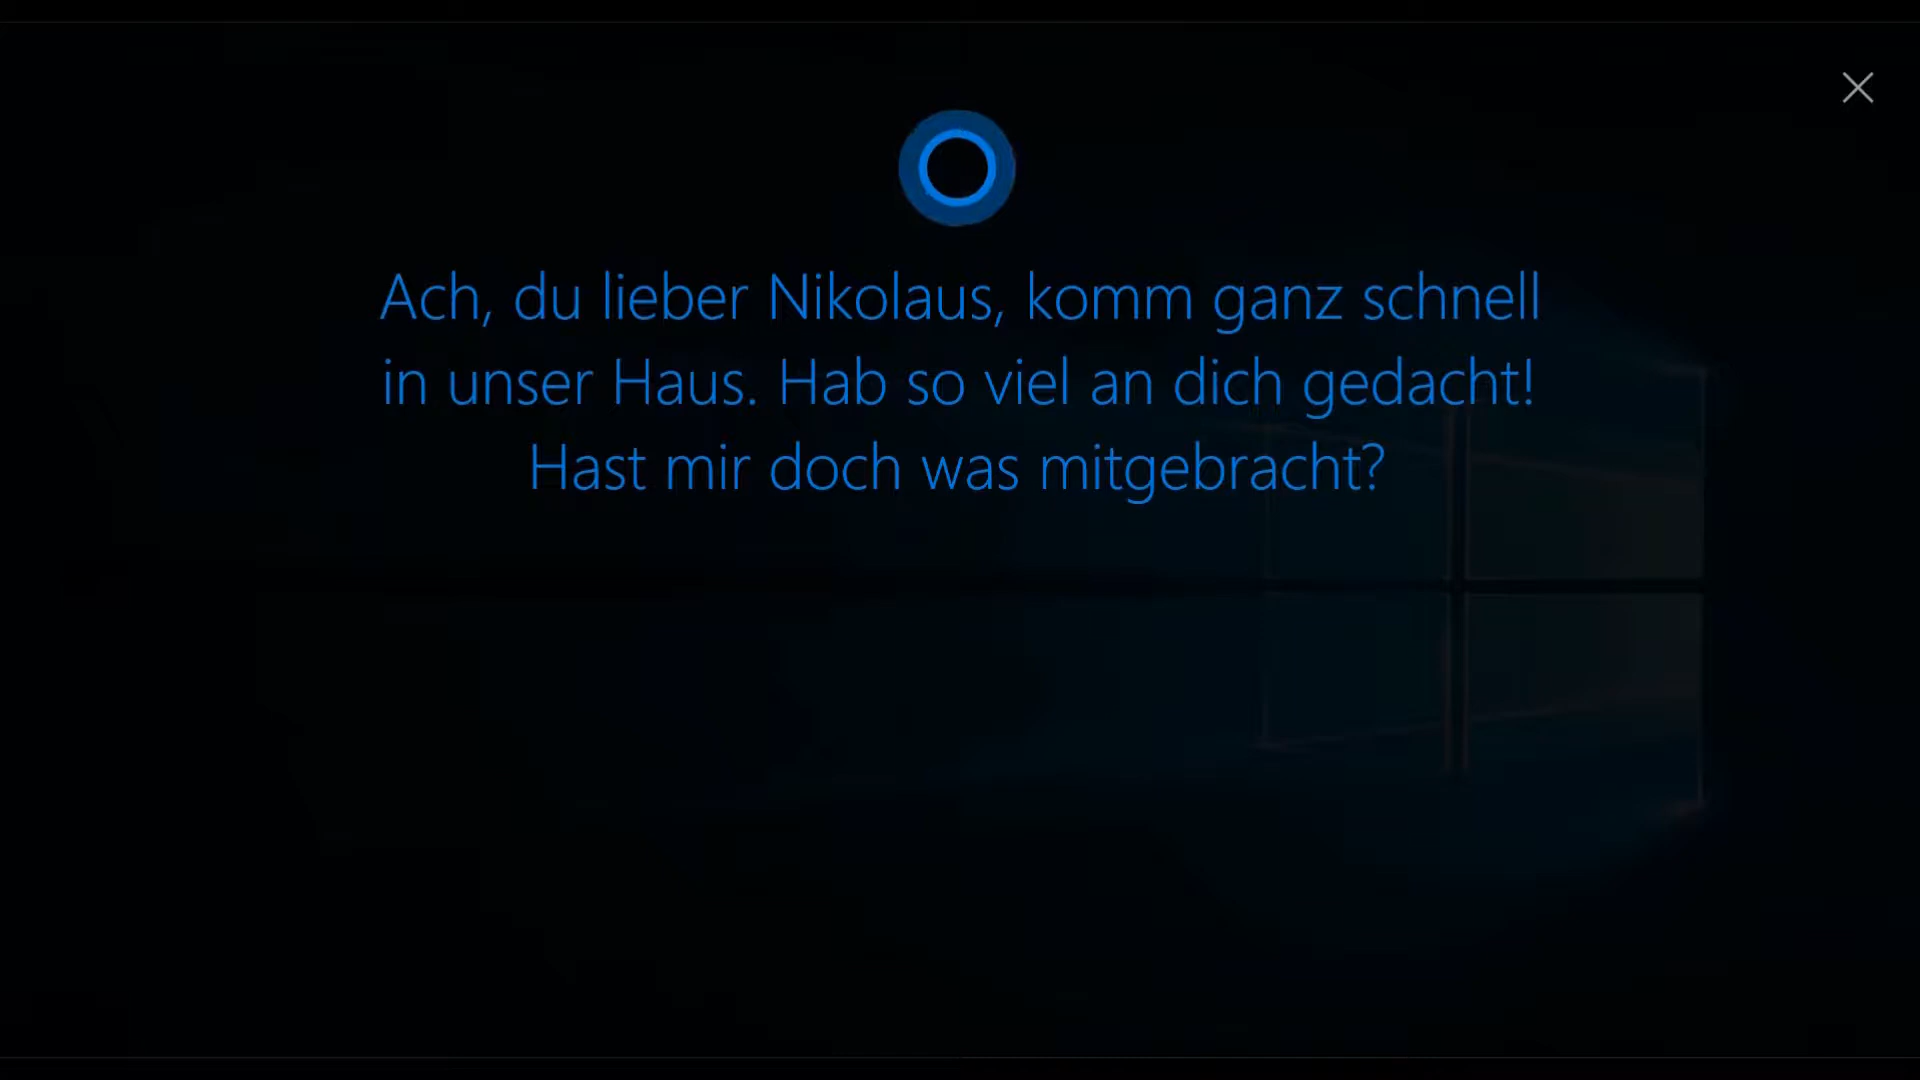 Ach, du lieber Nikolaus, komm ganz schnell
in unser Haus. Hab so viel an dich gedacht!
Hast mir doch was mitgebracht?